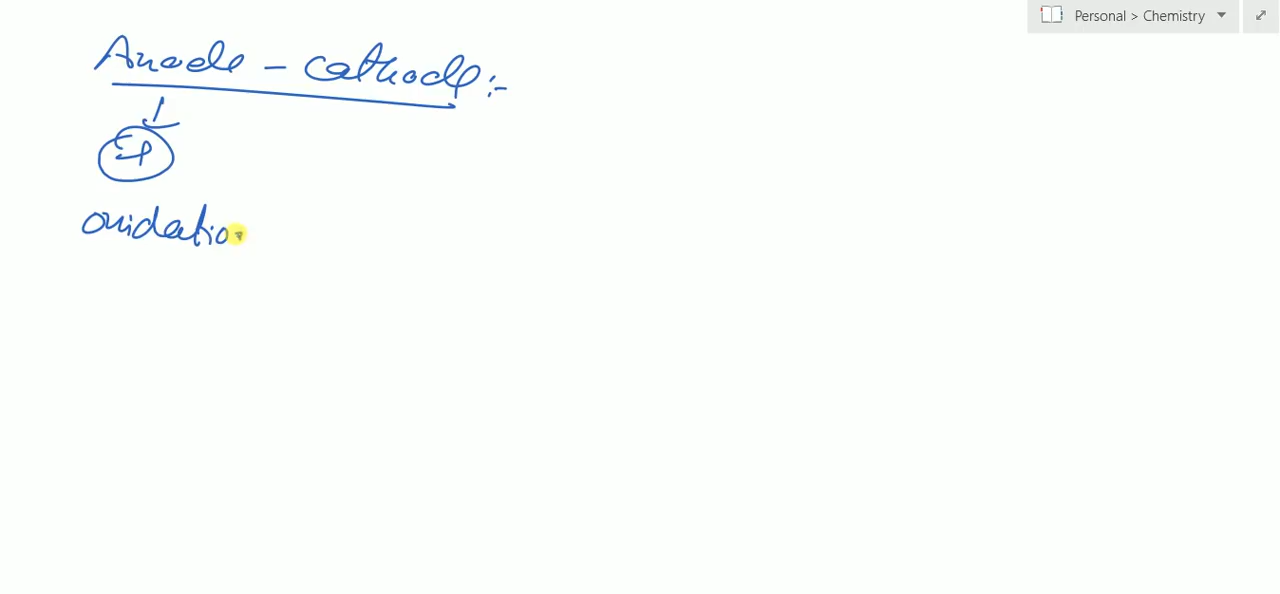 Personal > Chemistry
Anode - Cathode :-
oxidatio